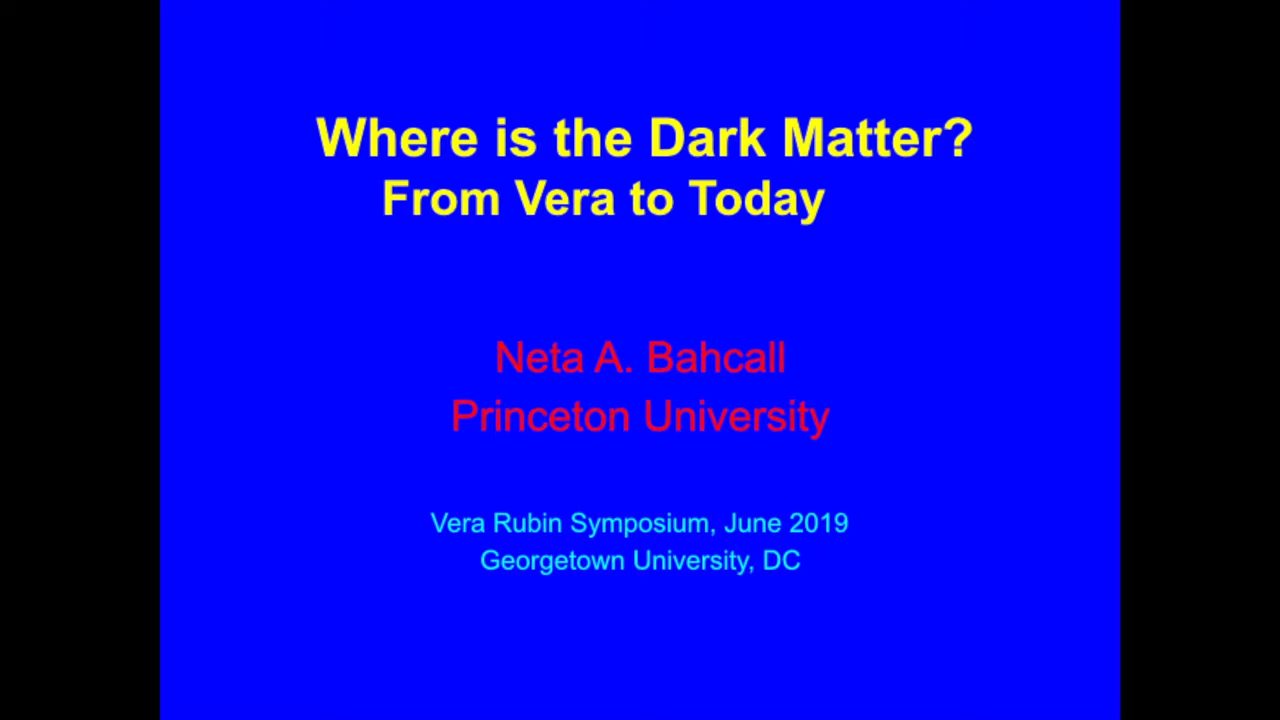 Where is the Dark Matter?
From Vera to Today
Neta A. Bahcall
Princeton University
Vera Rubin Symposium, June 2019
Georgetown University, DC